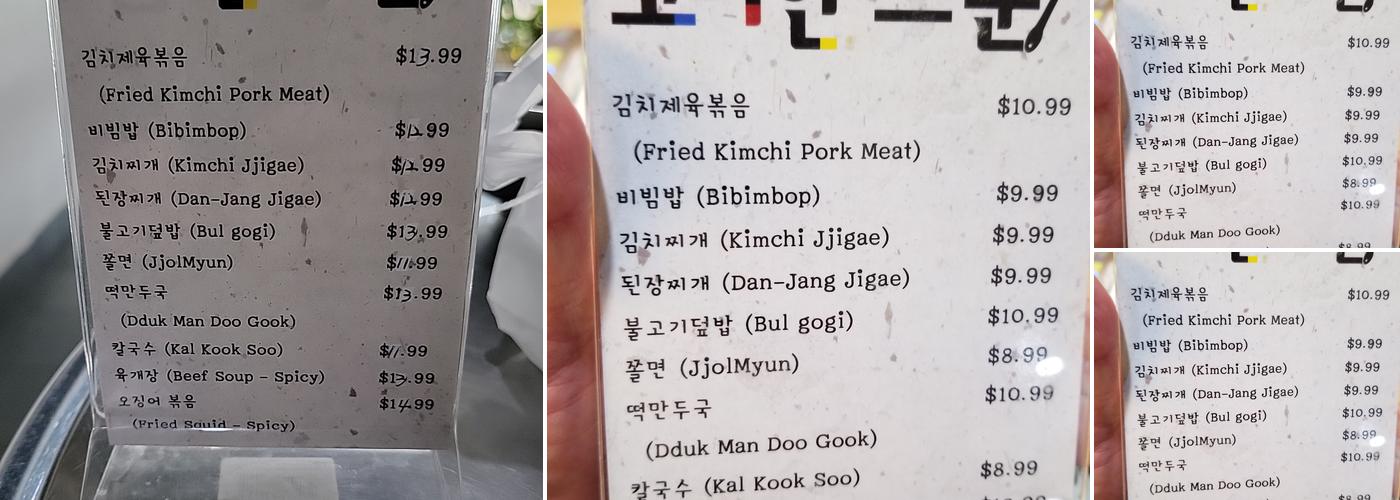 김치제육볶음 $13.99
(Fried Kimchi Pork Meat)
비빔밥 (Bibimbop) $12.99
김치찌개 (Kimchi Jjigae) $12.99
된장찌개 (Dan-Jang Jigae) $12.99
불고기덮밥 (Bul gogi) $13.99
쫄면 (JjolMyun) $11.99
떡만두국 $13.99
(Dduk Man Doo Gook)
칼국수 (Kal Kook Soo) $11.99
육개장 (Beef Soup - Spicy) $13.99
오징어 볶음 $14.99
(Fried Squid - Spicy)
김치제육볶음 $10.99
(Fried Kimchi Pork Meat)
비빔밥 (Bibimbop) $9.99
김치찌개 (Kimchi Jjigae) $9.99
된장찌개 (Dan-Jang Jigae) $9.99
불고기덮밥 (Bul gogi) $10.99
쫄면 (JjolMyun) $8.99
떡만두국 $10.99
(Dduk Man Doo Gook)
칼국수 (Kal Kook Soo) $8.99
김치제육볶음 $10.99
(Fried Kimchi Pork Meat)
비빔밥 (Bibimbop) $9.99
김치찌개 (Kimchi Jjigae) $9.99
된장찌개 (Dan-Jang Jigae) $9.99
불고기덮밥 (Bul gogi) $10.99
쫄면 (JjolMyun) $8.99
떡만두국 $10.99
(Dduk Man Doo Gook)
$8.99
김치제육볶음 $10.99
(Fried Kimchi Pork Meat)
비빔밥 (Bibimbop) $9.99
김치찌개 (Kimchi Jjigae) $9.99
된장찌개 (Dan-Jang Jigae) $9.99
불고기덮밥 (Bul gogi) $10.99
쫄면 (JjolMyun) $8.99
떡만두국 $10.99
(Dduk Man Doo Gook)
$8.99